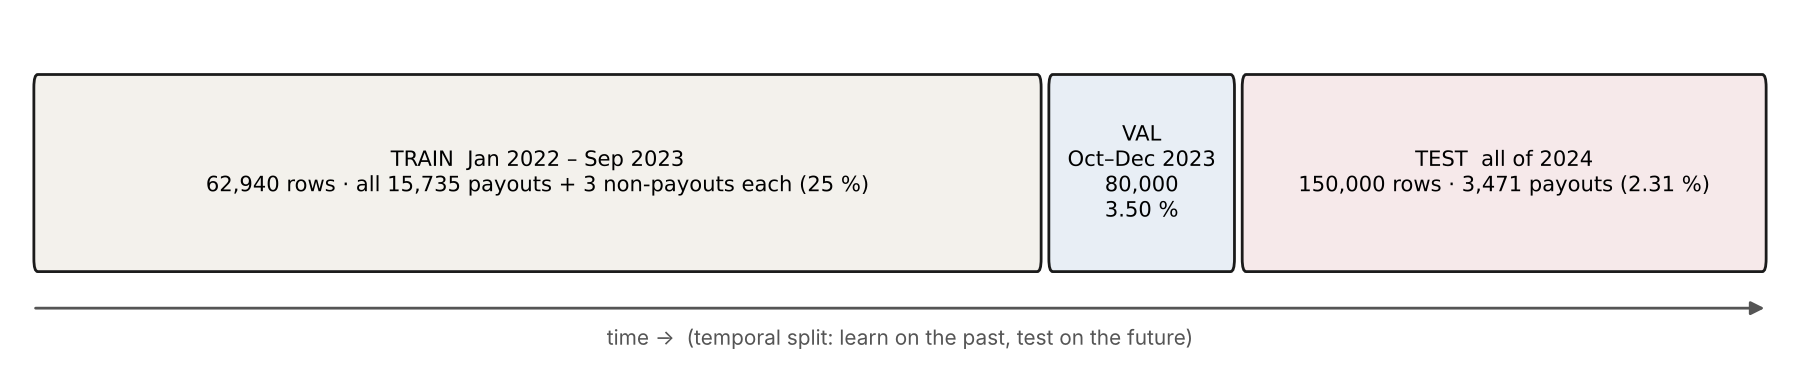 TRAIN  Jan 2022 – Sep 2023
62,940 rows · all 15,735 payouts + 3 non-payouts each (25 %)
VAL
Oct–Dec 2023
80,000
3.50 %
TEST  all of 2024
150,000 rows · 3,471 payouts (2.31 %)
time →  (temporal split: learn on the past, test on the future)